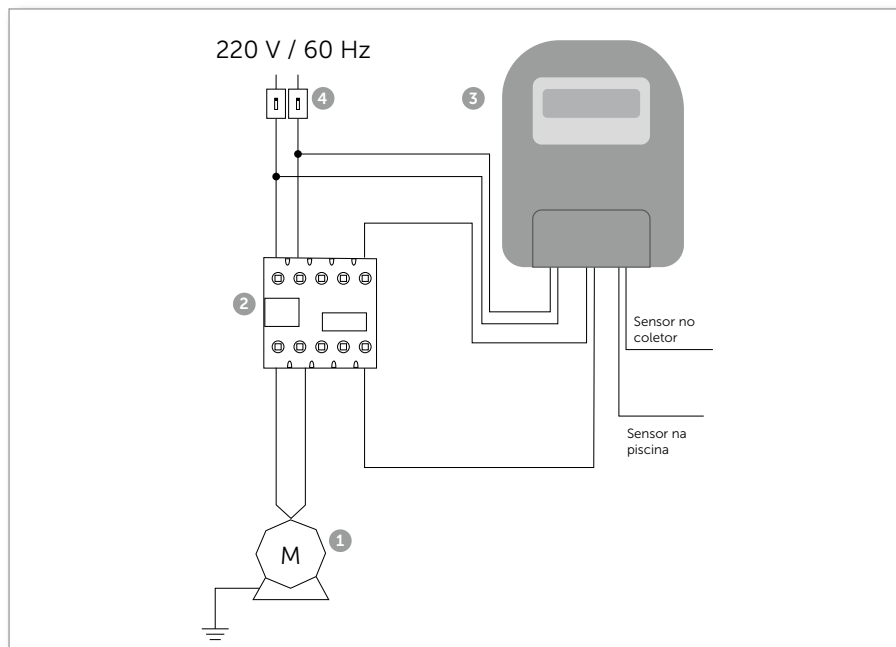 220 V / 60 Hz
4
3
2
Sensor no
coletor
Sensor na
piscina
1
M